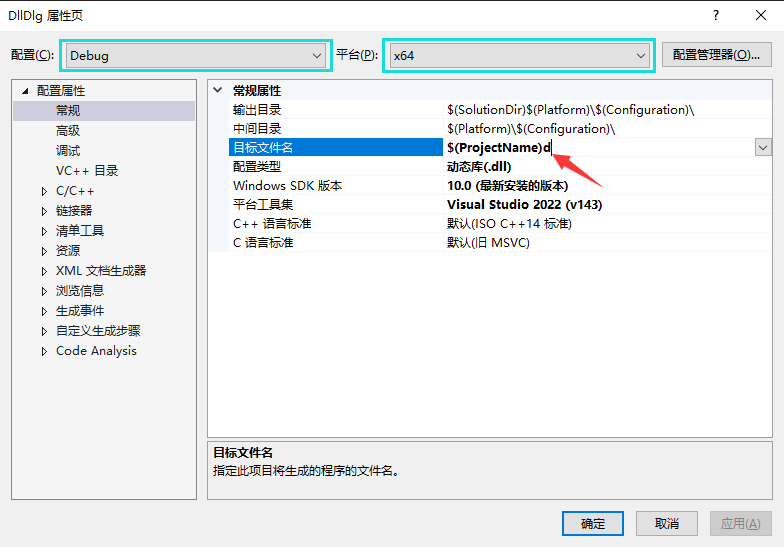 DllDlg 属性页
配置(C): Debug 平台(P): x64 配置管理器(O)...
配置属性
常规
高级
调试
VC++ 目录
C/C++
链接器
清单工具
资源
XML 文档生成器
浏览信息
生成事件
自定义生成步骤
Code Analysis
常规属性
输出目录 $(SolutionDir)$(Platform)\$(Configuration)\
中间目录 $(Platform)\$(Configuration)\
目标文件名 $(ProjectName)d
配置类型 动态库(.dll)
Windows SDK 版本 10.0 (最新安装的版本)
平台工具集 Visual Studio 2022 (v143)
C++ 语言标准 默认(ISO C++14 标准)
C 语言标准 默认(旧 MSVC)
目标文件名
指定此项目将生成的程序的文件名。
确定 取消 应用(A)